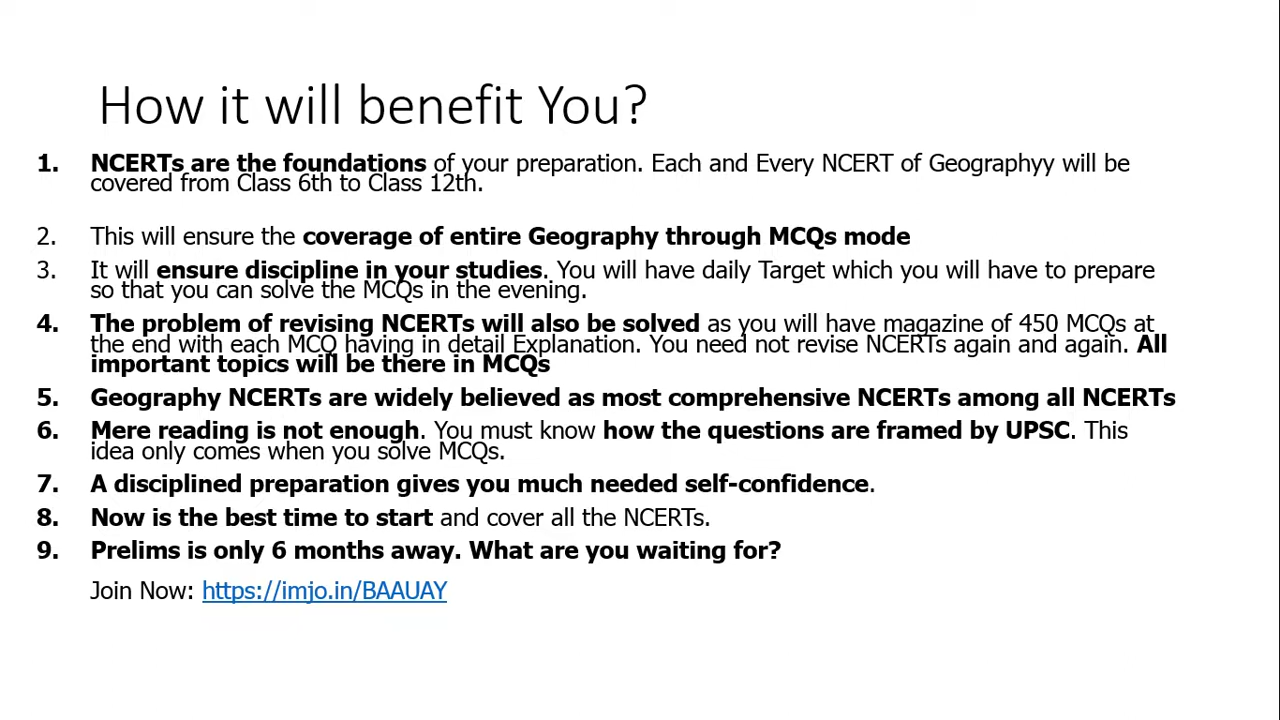 How it will benefit You?
1. NCERTs are the foundations of your preparation. Each and Every NCERT of Geographyy will be
covered from Class 6th to Class 12th.
2. This will ensure the coverage of entire Geography through MCQs mode
3. It will ensure discipline in your studies. You will have daily Target which you will have to prepare
so that you can solve the MCQs in the evening.
4. The problem of revising NCERTs will also be solved as you will have magazine of 450 MCQs at
the end with each MCQ having in detail Explanation. You need not revise NCERTs again and again. All
important topics will be there in MCQs
5. Geography NCERTs are widely believed as most comprehensive NCERTs among all NCERTs
6. Mere reading is not enough. You must know how the questions are framed by UPSC. This
idea only comes when you solve MCQs.
7. A disciplined preparation gives you much needed self-confidence.
8. Now is the best time to start and cover all the NCERTs.
9. Prelims is only 6 months away. What are you waiting for?
Join Now: https://imjo.in/BAAUAY